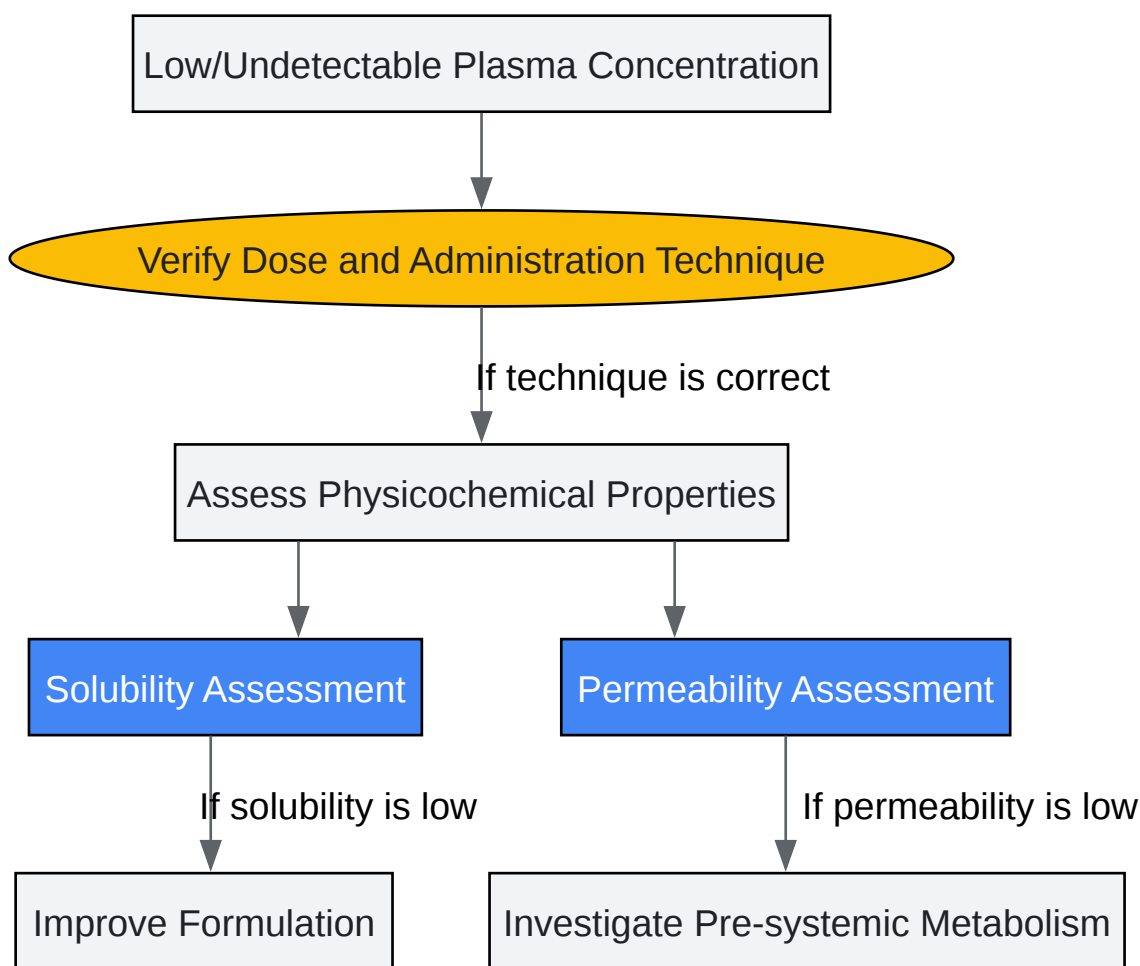 Low/Undetectable Plasma Concentration
Verify Dose and Administration Technique
If technique is correct
Assess Physicochemical Properties
Solubility Assessment
Permeability Assessment
If solubility is low
If permeability is low
Improve Formulation
Investigate Pre-systemic Metabolism